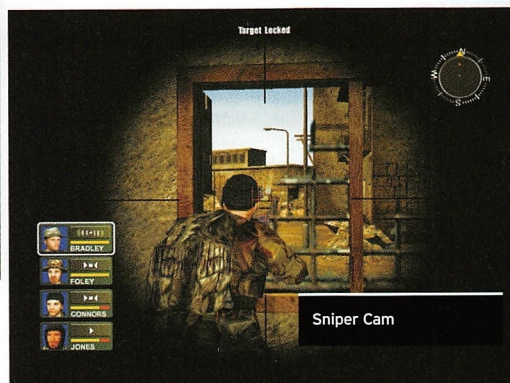 Target Locked
N
W
E
S
BRADLEY
FOLEY
CONNORS
JONES
Sniper Cam